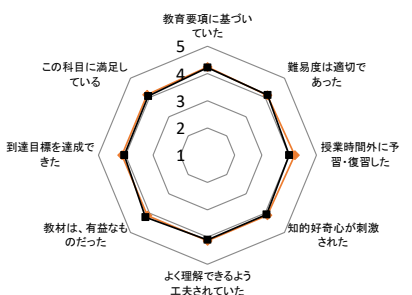 教育要項に基づい
ていた
難易度は適切で
あった
授業時間外に予
習・復習した
知的好奇心が刺激
された
よく理解できるよう
工夫されていた
教材は、有益なも
のだった
到達目標を達成で
きた
この科目に満足し
ている
5
4
3
2
1